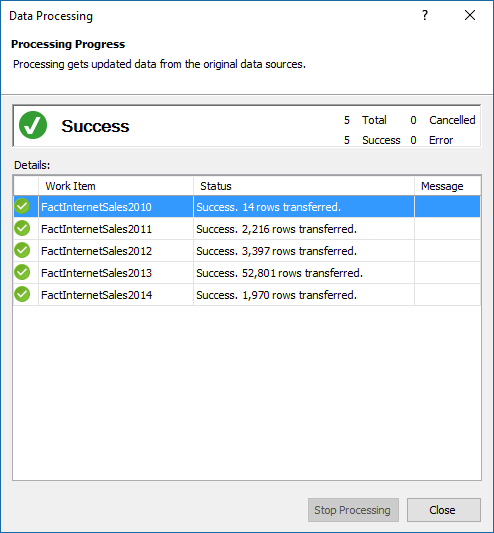 Data Processing ?
Processing Progress
Processing gets updated data from the original data sources.
Success
5 Total 0 Cancelled
5 Success 0 Error
Details:
Work Item Status Message
FactInternetSales2010 Success. 14 rows transferred.
FactInternetSales2011 Success. 2,216 rows transferred.
FactInternetSales2012 Success. 3,397 rows transferred.
FactInternetSales2013 Success. 52,801 rows transferred.
FactInternetSales2014 Success. 1,970 rows transferred.
Stop Processing Close